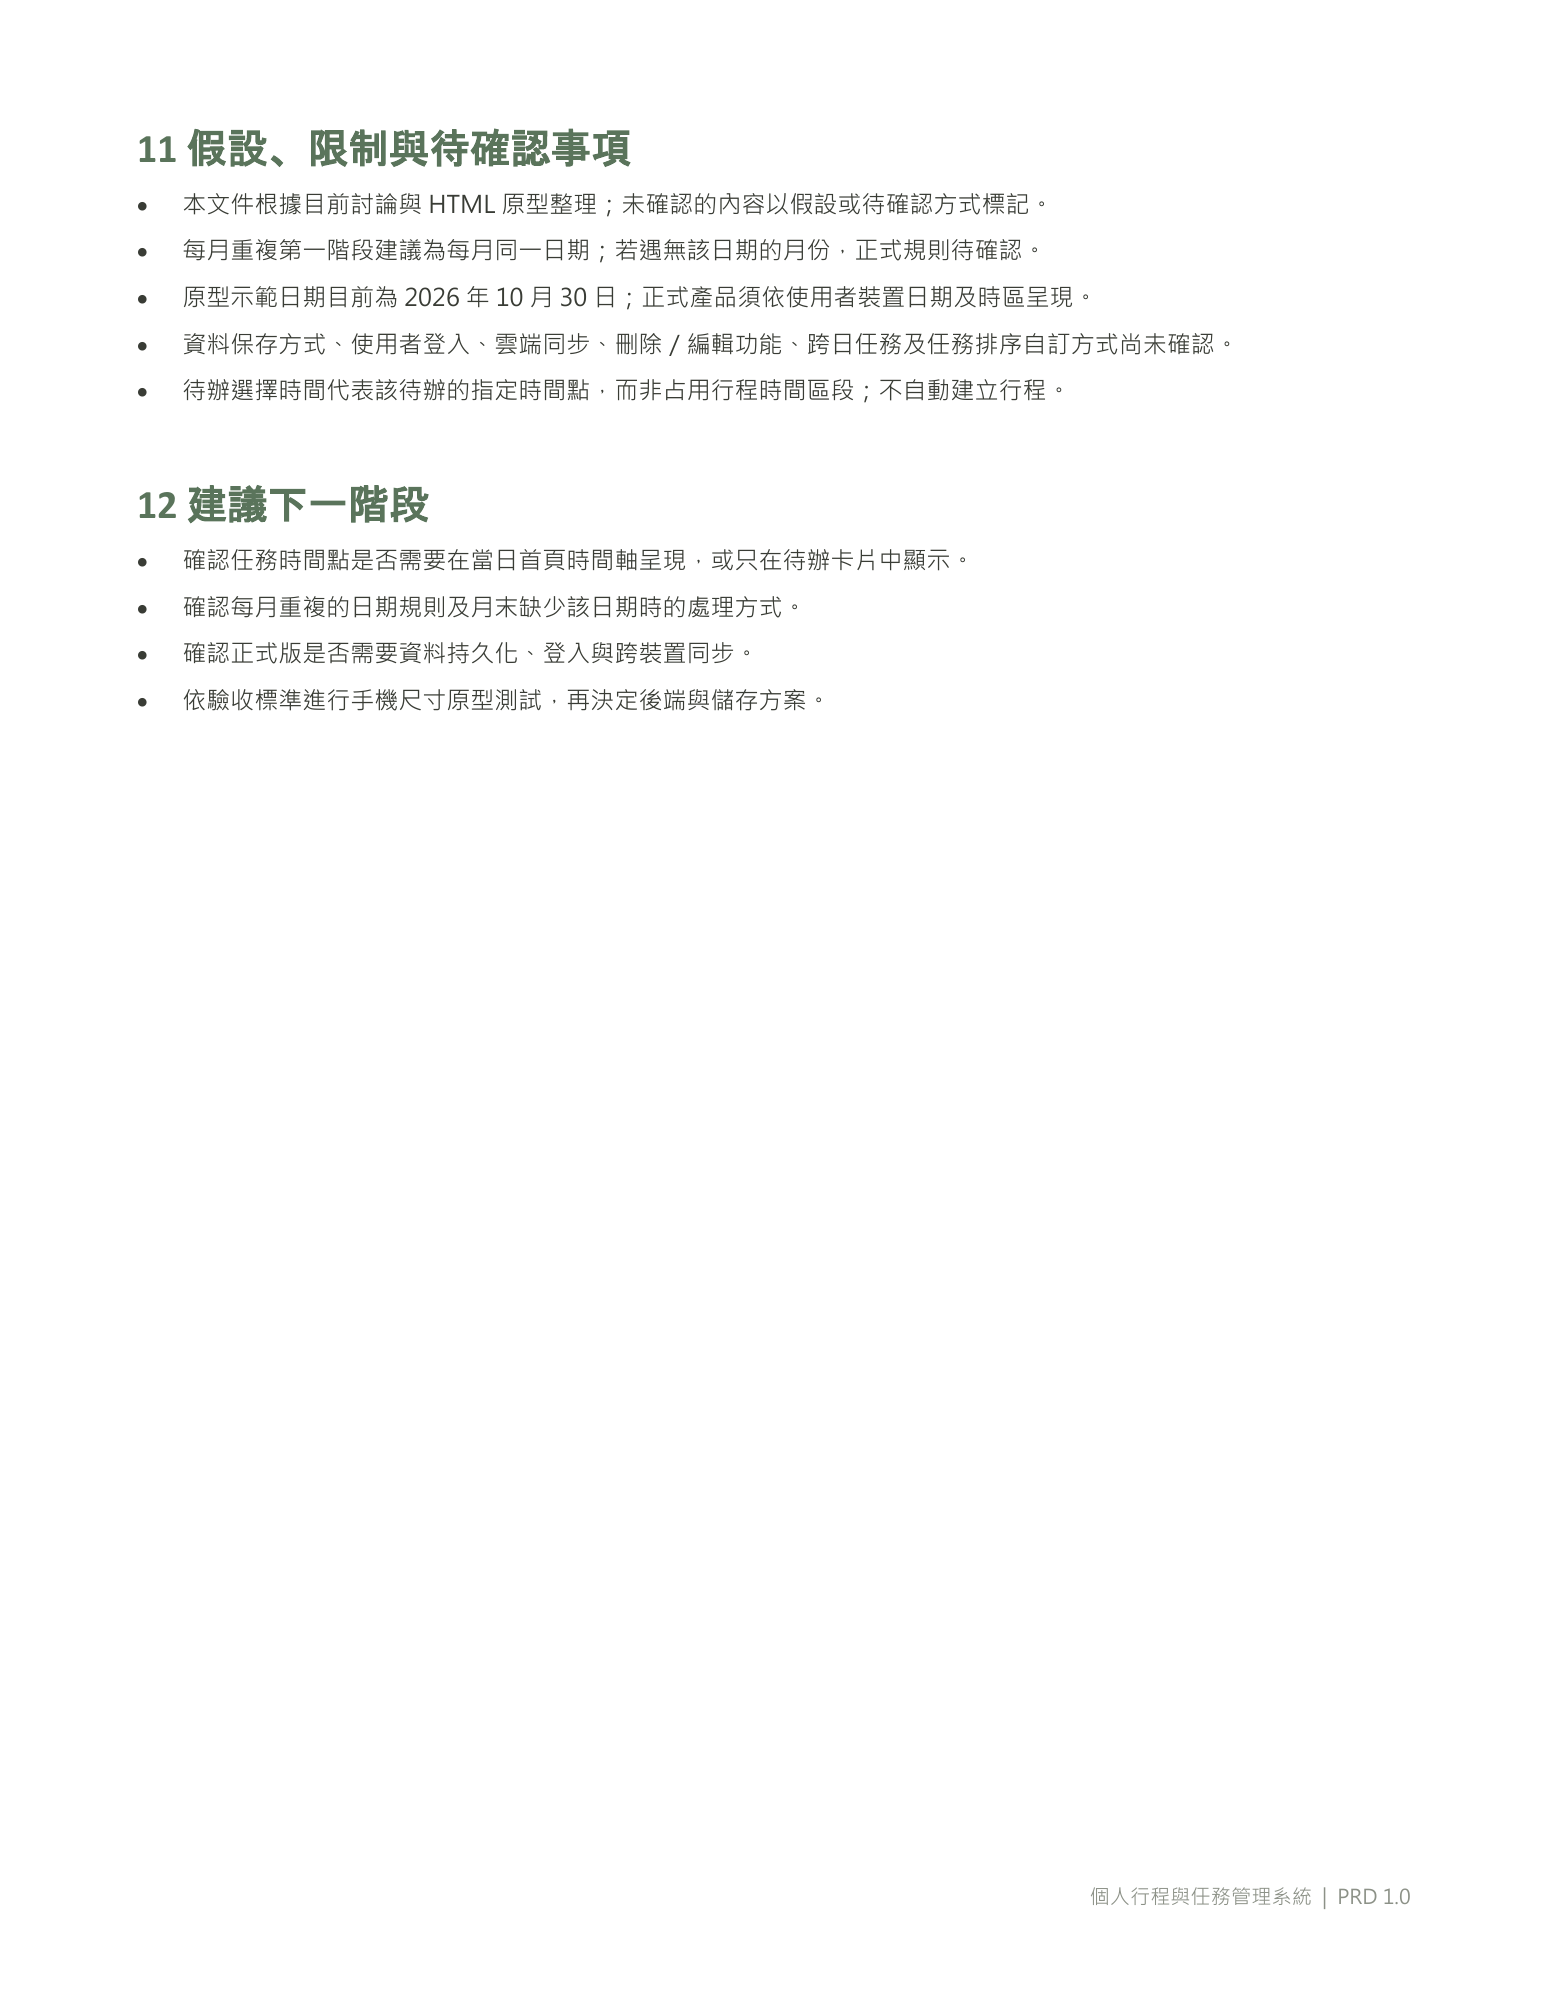 11 假設、限制與待確認事項
• 本文件根據目前討論與 HTML 原型整理；未確認的內容以假設或待確認方式標記。
• 每月重複第一階段建議為每月同一日期；若遇無該日期的月份，正式規則待確認。
• 原型示範日期目前為 2026 年 10 月 30 日；正式產品須依使用者裝置日期及時區呈現。
• 資料保存方式、使用者登入、雲端同步、刪除 / 編輯功能、跨日任務及任務排序自訂方式尚未確認。
• 待辦選擇時間代表該待辦的指定時間點，而非占用行程時間區段；不自動建立行程。
12 建議下一階段
• 確認任務時間點是否需要在當日首頁時間軸呈現，或只在待辦卡片中顯示。
• 確認每月重複的日期規則及月末缺少該日期時的處理方式。
• 確認正式版是否需要資料持久化、登入與跨裝置同步。
• 依驗收標準進行手機尺寸原型測試，再決定後端與儲存方案。
個人行程與任務管理系統 | PRD 1.0